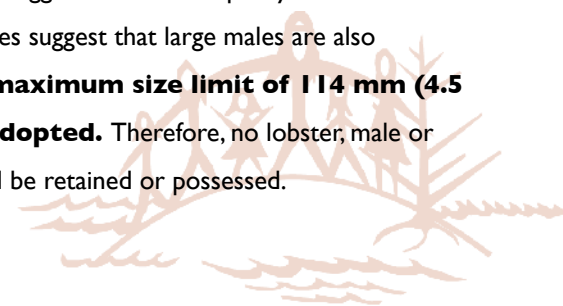 es suggest that large males are also
maximum size limit of 114 mm (4.5
dopted. Therefore, no lobster, male or
be retained or possessed.